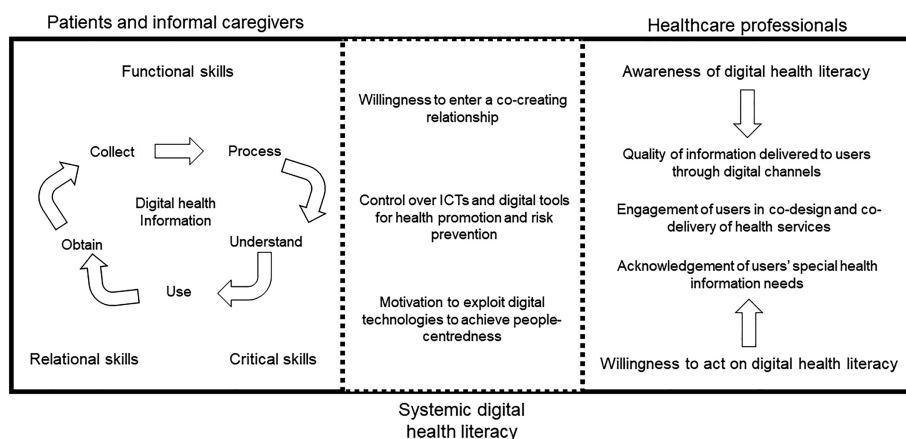 Patients and informal caregivers
Functional skills
Collect
Process
Digital health
Information
Obtain
Understand
Use
Relational skills
Critical skills
Willingness to enter a co-creating
relationship
Control over ICTs and digital tools
for health promotion and risk
prevention
Motivation to exploit digital
technologies to achieve people-
centredness
Systemic digital
health literacy
Healthcare professionals
Awareness of digital health literacy
Quality of information delivered to users
through digital channels
Engagement of users in co-design and co-
delivery of health services
Acknowledgement of users' special health
information needs
Willingness to act on digital health literacy